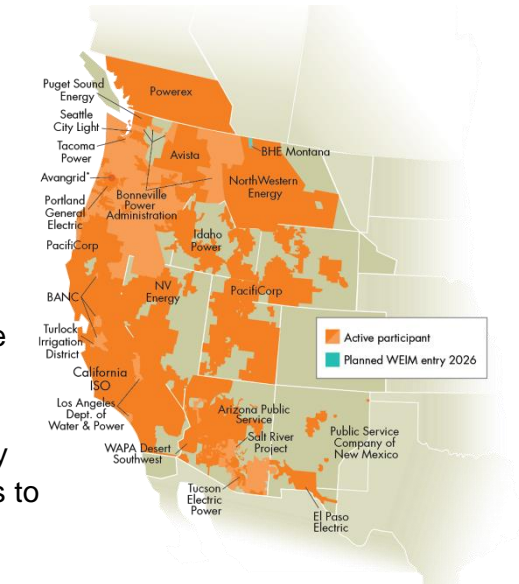 Powerex
Puget Sound
Energy
Seattle
City Light
Tacoma
Power
Avista
BHE Montana
Avangrid*
NorthWestern
Energy
Bonneville
Power
Administration
Portland
General
Electric
Idaho
Power
PacifiCorp
NV
Energy
PacifiCorp
BANC
e
Active participant
Planned WEIM entry 2026
Turlock
Irrigation
District
California
ISO
Los Angeles
Dept. of
Water & Power
Arizona Public
Service
Salt River
Project
Public Service
Company of
New Mexico
y
WAPA Desert
Southwest
s to
Tucson
Electric
Power
El Paso
Electric